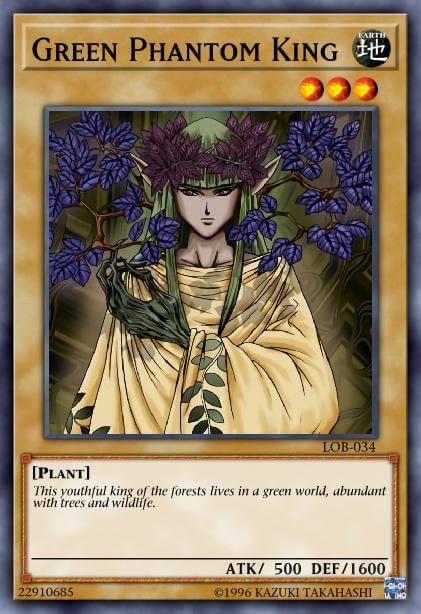 GREEN PHANTOM KING
EARTH
地
LOB-034
[PLANT]
This youthful king of the forests lives in a green world, abundant
with trees and wildlife.
ATK/ 500 DEF/1600
22910685
©1996 KAZUKI TAKAHASHI